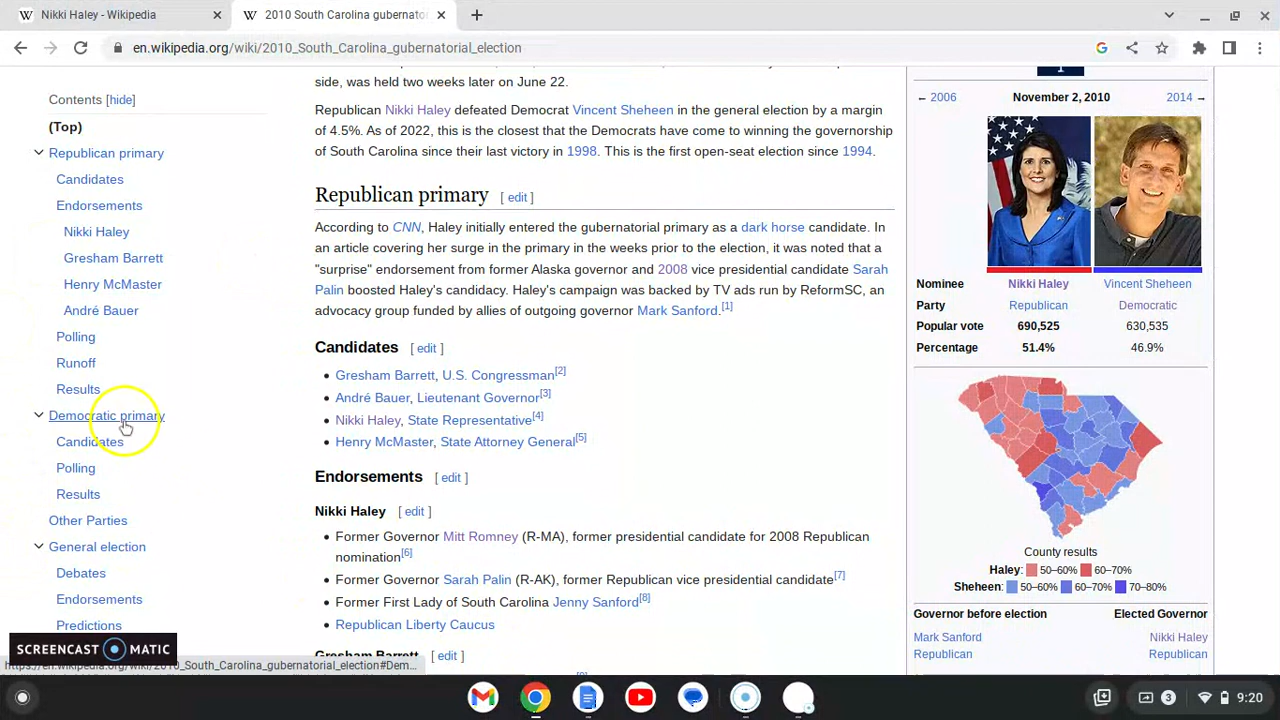 Nikki Haley - Wikipedia
2010 South Carolina gubernator
en.wikipedia.org/wiki/2010_South_Carolina_gubernatorial_election
Contents [hide]
(Top)
Republican primary
Candidates
Endorsements
Nikki Haley
Gresham Barrett
Henry McMaster
André Bauer
Polling
Runoff
Results
Democratic primary
Candidates
Polling
Results
Other Parties
General election
Debates
Endorsements
Predictions
side, was held two weeks later on June 22.
Republican Nikki Haley defeated Democrat Vincent Sheheen in the general election by a margin
of 4.5%. As of 2022, this is the closest that the Democrats have come to winning the governorship
of South Carolina since their last victory in 1998. This is the first open-seat election since 1994.
Republican primary [ edit ]
According to CNN, Haley initially entered the gubernatorial primary as a dark horse candidate. In
an article covering her surge in the primary in the weeks prior to the election, it was noted that a
"surprise" endorsement from former Alaska governor and 2008 vice presidential candidate Sarah
Palin boosted Haley's candidacy. Haley's campaign was backed by TV ads run by ReformSC, an
advocacy group funded by allies of outgoing governor Mark Sanford.[1]
Candidates [ edit ]
• Gresham Barrett, U.S. Congressman[2]
• André Bauer, Lieutenant Governor[3]
• Nikki Haley, State Representative[4]
• Henry McMaster, State Attorney General[5]
Endorsements [ edit ]
Nikki Haley [ edit ]
• Former Governor Mitt Romney (R-MA), former presidential candidate for 2008 Republican
nomination[6]
• Former Governor Sarah Palin (R-AK), former Republican vice presidential candidate[7]
• Former First Lady of South Carolina Jenny Sanford[8]
• Republican Liberty Caucus
Gresham Barrett [ edit ]
← 2006 November 2, 2010 2014 →
Nominee Nikki Haley Vincent Sheheen
Party Republican Democratic
Popular vote 690,525 630,535
Percentage 51.4% 46.9%
County results
Haley: 50–60% 60–70%
Sheheen: 50–60% 60–70% 70–80%
Governor before election Elected Governor
Mark Sanford Nikki Haley
Republican Republican
SCREENCAST MATIC
https://en.wikipedia.org/wiki/2010_South_Carolina_gubernatorial_election#Dem...
3 9:20